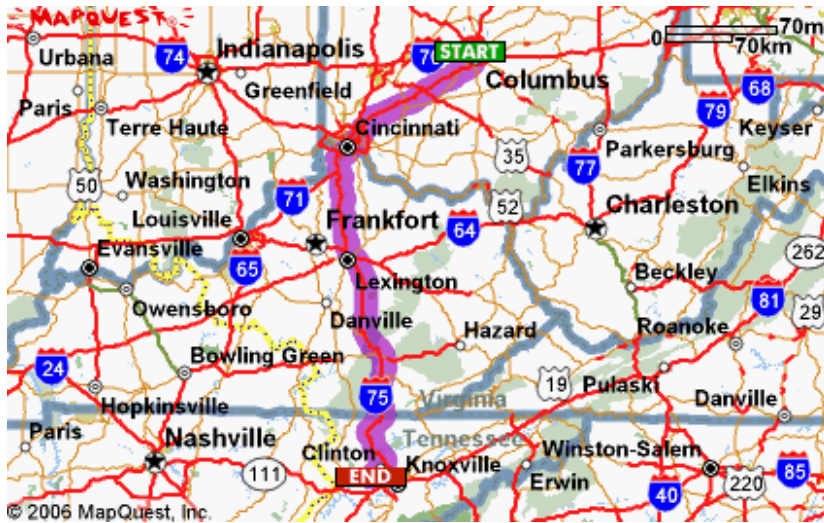 MAPQUEST
70m
0
70km
Urbana
74
Indianapolis
70
START
Columbus
Greenfield
68
Paris
79
Terre Haute
Cincinnati
Keyser
35
Parkersburg
77
50
Washington
71
Elkins
Louisville
Frankfort
52
Charleston
64
Evansville
262
65
Lexington
Beckley
81
Owensboro
Danville
Roanoke
29
Hazard
Bowling Green
24
19
Pulaski
75
Virginia
Hopkinsville
Danville
Paris
Nashville
Tennessee
Clinton
Winston-Salem
111
END
Knoxville
Erwin
220
85
40
© 2006 MapQuest, Inc.